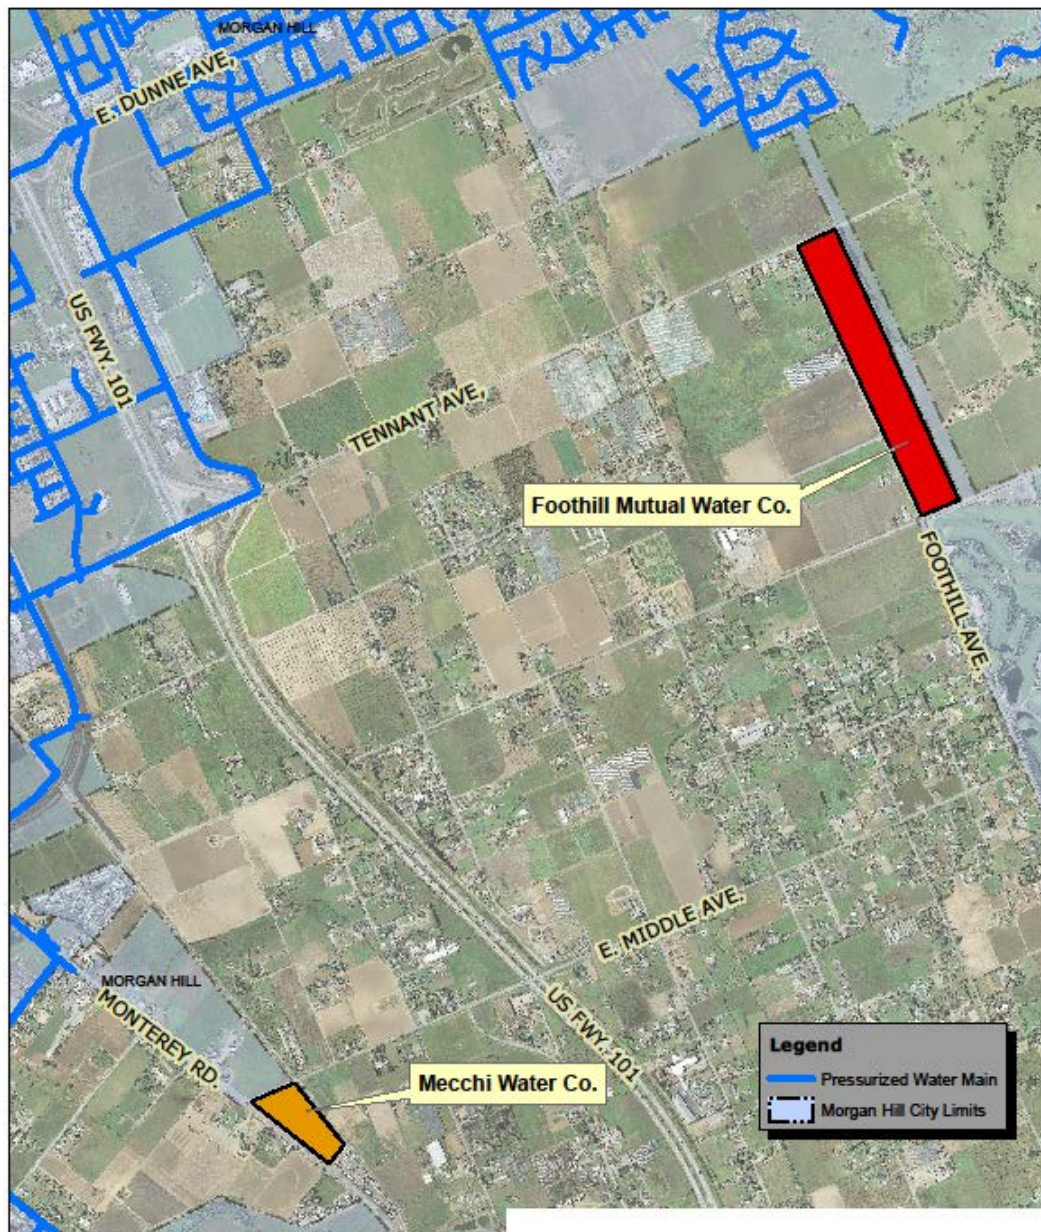 MORGAN HILL
E. DUNNE AVE,
US FWY. 101
TENNANT AVE,
Foothill Mutual Water Co.
FOOTHILL AVE.
E. MIDDLE AVE.
MORGAN HILL
MONTEREY RD.
US FWY. 101
Mecchi Water Co.
Legend
Pressurized Water Main
Morgan Hill City Limits